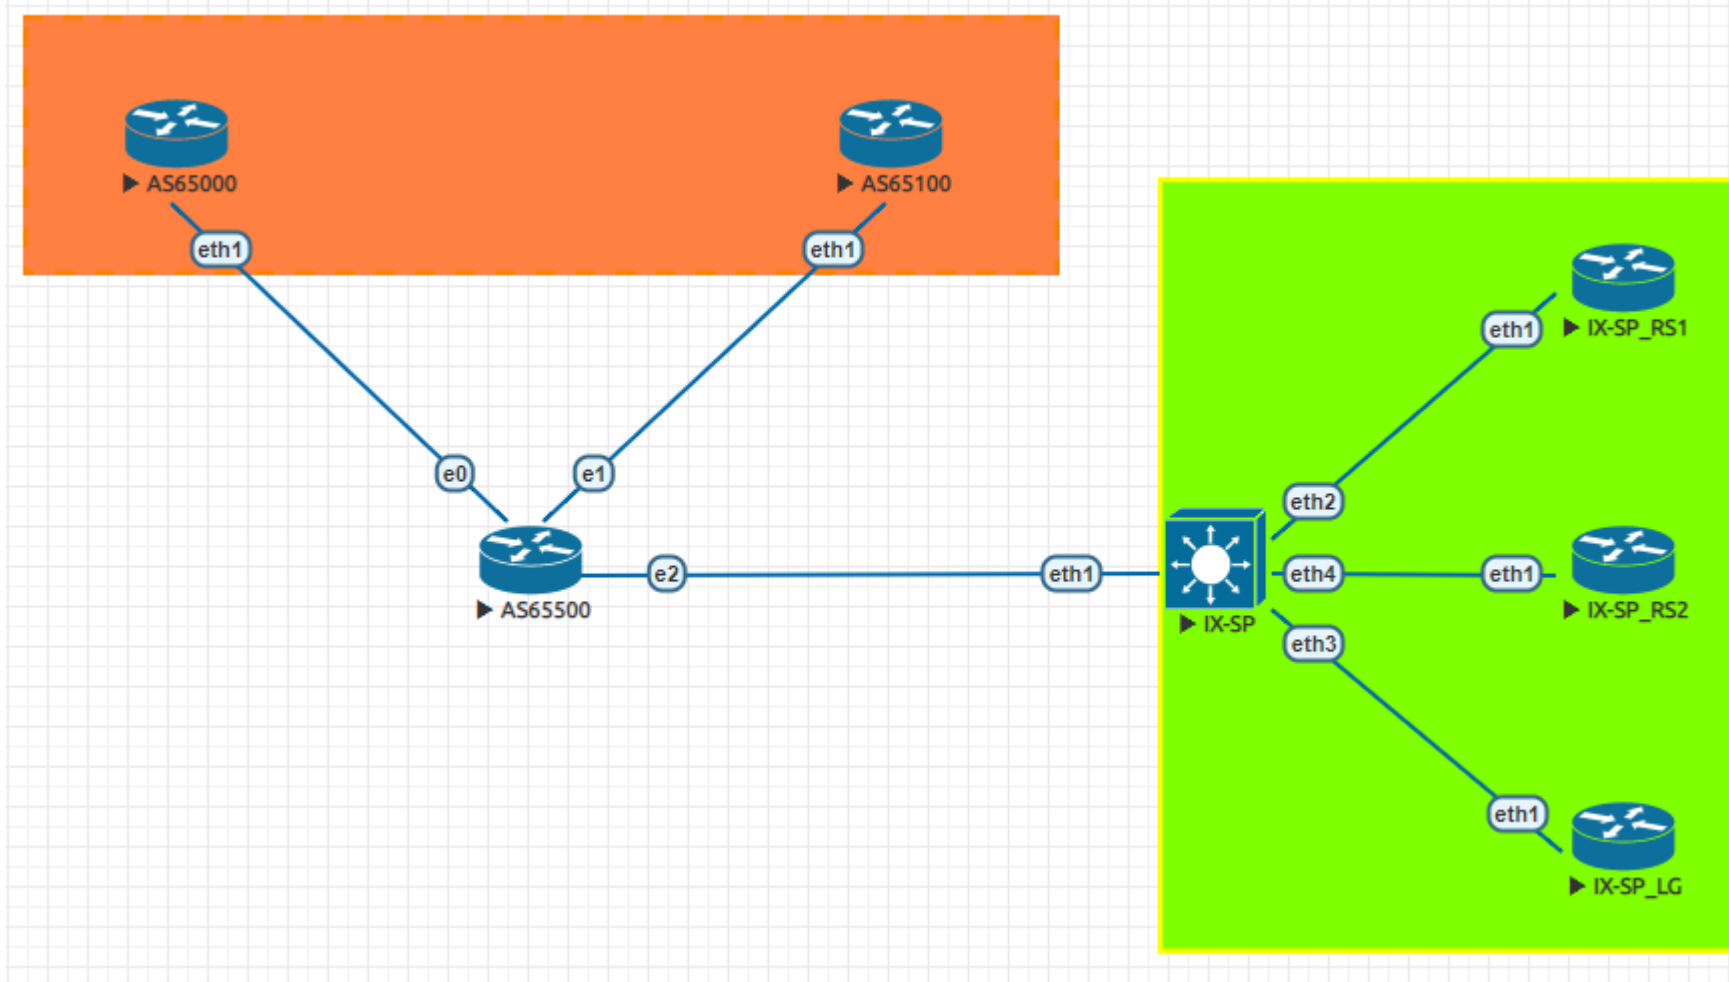 AS65000
AS65100
eth1
eth1
IX-SP_RS1
eth1
e0
e1
eth2
e2
eth1
eth4
eth1
AS65500
IX-SP_RS2
IX-SP
eth3
eth1
IX-SP_LG